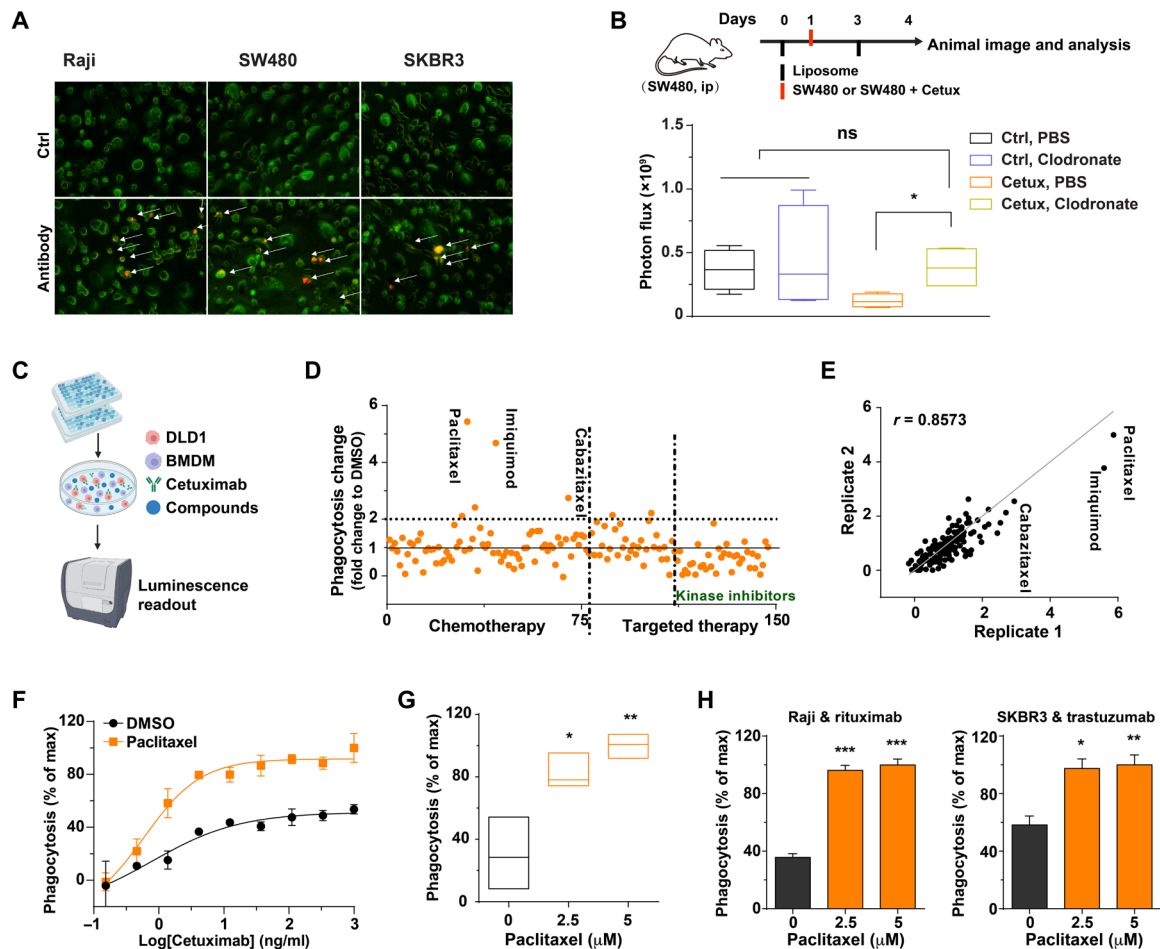 A
Raji
SW480
SKBR3
Ctrl
Antibody
B
Days 0 1 3 4
Animal image and analysis
(SW480, ip)
Liposome
SW480 or SW480 + Cetux
Photon flux (×10⁹)
1.5
1.0
0.5
0
ns
*
Ctrl, PBS
Ctrl, Clodronate
Cetux, PBS
Cetux, Clodronate
C
DLD1
BMDM
Cetuximab
Compounds
Luminescence
readout
D
Phagocytosis change
(fold change to DMSO)
6
4
2
1
0
Paclitaxel
Imiquimod
Cabazitaxel
Kinase inhibitors
0 75 150
Chemotherapy Targeted therapy
E
r = 0.8573
Replicate 2
6
4
2
0
Paclitaxel
Imiquimod
Cabazitaxel
0 2 4 6
Replicate 1
F
Phagocytosis (% of max)
120
80
40
0
DMSO
Paclitaxel
−1 0 1 2 3
Log[Cetuximab] (ng/ml)
G
Phagocytosis (% of max)
120
80
40
0
*
**
0 2.5 5
Paclitaxel (μM)
H
Raji & rituximab
Phagocytosis (% of max)
120
80
40
0
***
***
0 2.5 5
Paclitaxel (μM)
SKBR3 & trastuzumab
Phagocytosis (% of max)
120
80
40
0
*
**
0 2.5 5
Paclitaxel (μM)